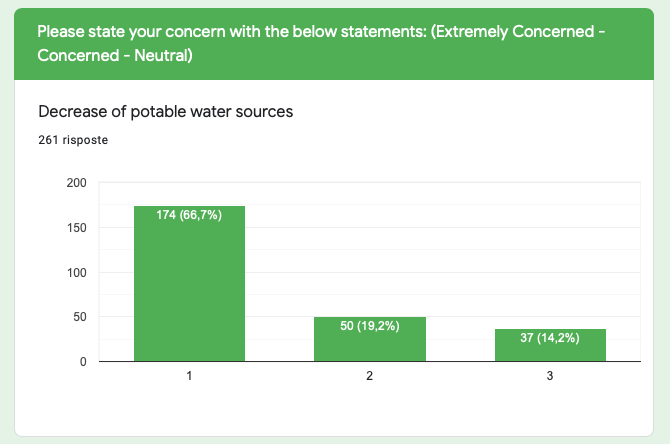 Please state your concern with the below statements: (Extremely Concerned -
Concerned - Neutral)
Decrease of potable water sources
261 risposte
200
150
100
50
0
174 (66,7%)
50 (19,2%)
37 (14,2%)
1
2
3